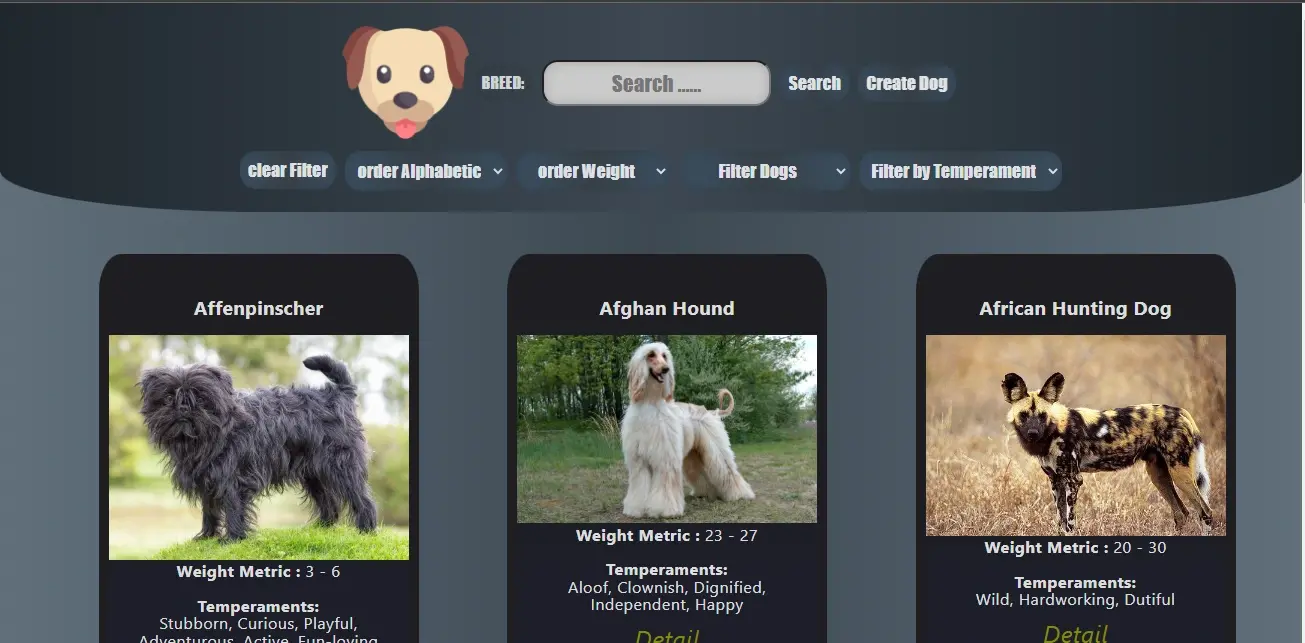 BREED: Search ...... Search Create Dog
clear Filter order Alphabetic order Weight Filter Dogs Filter by Temperament
Affenpinscher
Weight Metric : 3 - 6
Temperaments:
Stubborn, Curious, Playful,
Adventurous, Active, Fun-loving
Afghan Hound
Weight Metric : 23 - 27
Temperaments:
Aloof, Clownish, Dignified,
Independent, Happy
Detail
African Hunting Dog
Weight Metric : 20 - 30
Temperaments:
Wild, Hardworking, Dutiful
Detail